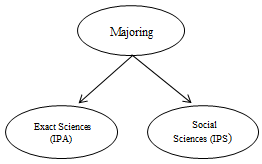 Majoring
Exact Sciences
(IPA)
Social
Sciences (IPS)